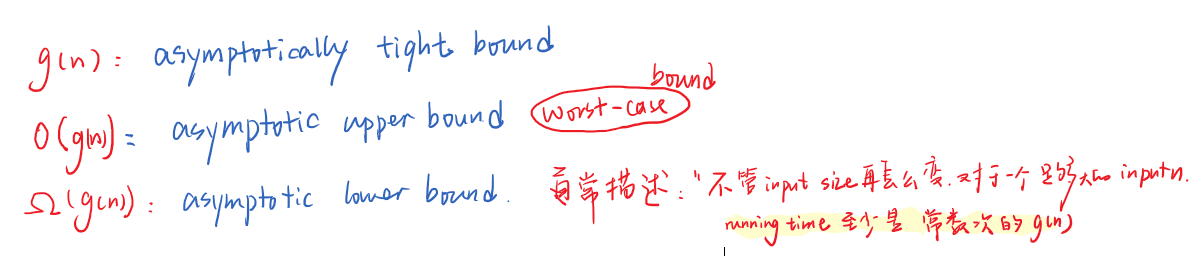 g(n): asymptotically tight bound
O(g(n)): asymptotic upper bound worst-case bound
Ω(g(n)): asymptotic lower bound. 常描述:"不管input size再怎么变.对于一个足够大的 input n.
running time 至少是 常数次的 g(n)